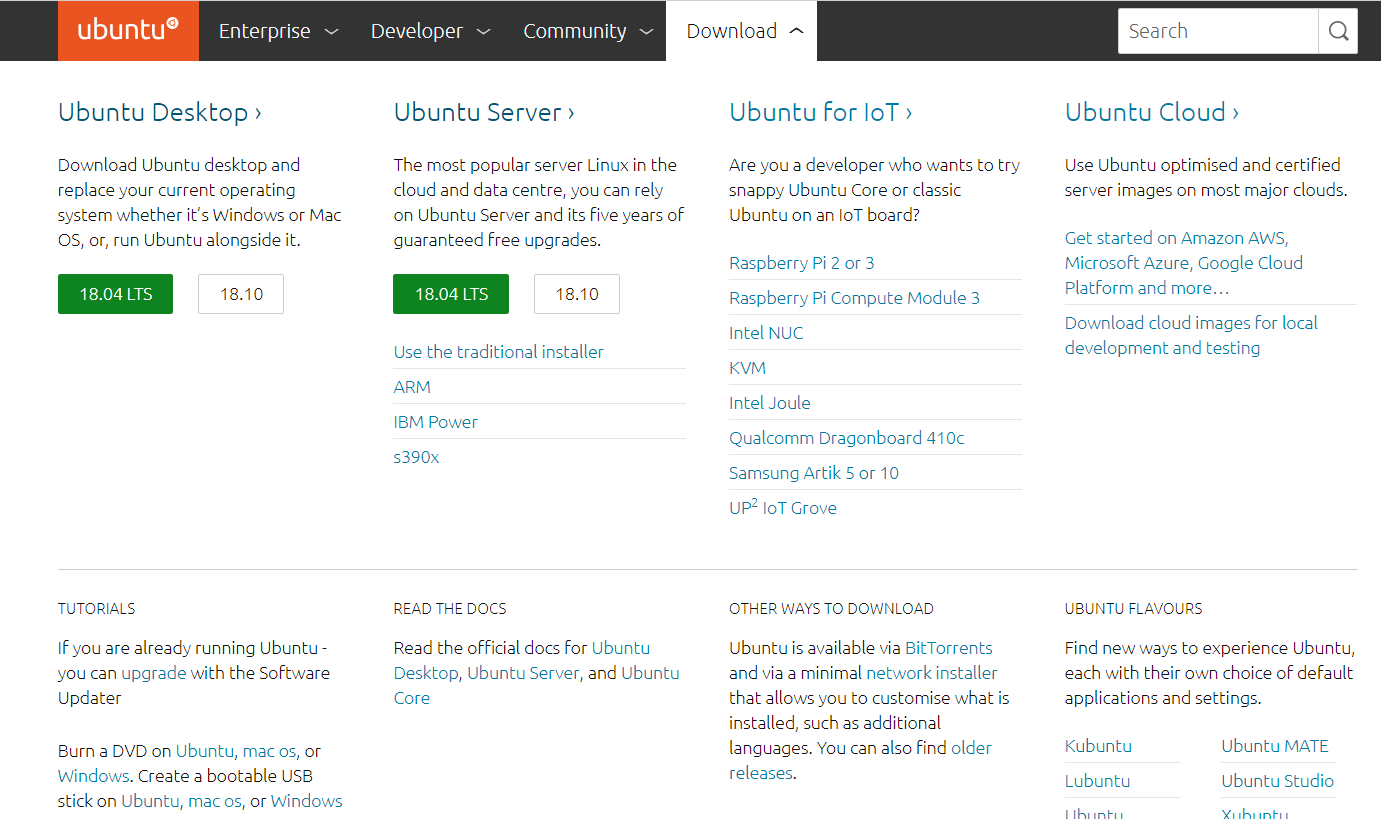 ubuntu Enterprise Developer Community Download Search
Ubuntu Desktop ›
Download Ubuntu desktop and
replace your current operating
system whether it’s Windows or Mac
OS, or, run Ubuntu alongside it.
18.04 LTS 18.10
Ubuntu Server ›
The most popular server Linux in the
cloud and data centre, you can rely
on Ubuntu Server and its five years of
guaranteed free upgrades.
18.04 LTS 18.10
Use the traditional installer
ARM
IBM Power
s390x
Ubuntu for IoT ›
Are you a developer who wants to try
snappy Ubuntu Core or classic
Ubuntu on an IoT board?
Raspberry Pi 2 or 3
Raspberry Pi Compute Module 3
Intel NUC
KVM
Intel Joule
Qualcomm Dragonboard 410c
Samsung Artik 5 or 10
UP² IoT Grove
Ubuntu Cloud ›
Use Ubuntu optimised and certified
server images on most major clouds.
Get started on Amazon AWS,
Microsoft Azure, Google Cloud
Platform and more…
Download cloud images for local
development and testing
TUTORIALS
If you are already running Ubuntu -
you can upgrade with the Software
Updater
Burn a DVD on Ubuntu, mac os, or
Windows. Create a bootable USB
stick on Ubuntu, mac os, or Windows
READ THE DOCS
Read the official docs for Ubuntu
Desktop, Ubuntu Server, and Ubuntu
Core
OTHER WAYS TO DOWNLOAD
Ubuntu is available via BitTorrents
and via a minimal network installer
that allows you to customise what is
installed, such as additional
languages. You can also find older
releases.
UBUNTU FLAVOURS
Find new ways to experience Ubuntu,
each with their own choice of default
applications and settings.
Kubuntu Ubuntu MATE
Lubuntu Ubuntu Studio
Ubuntu Xubuntu